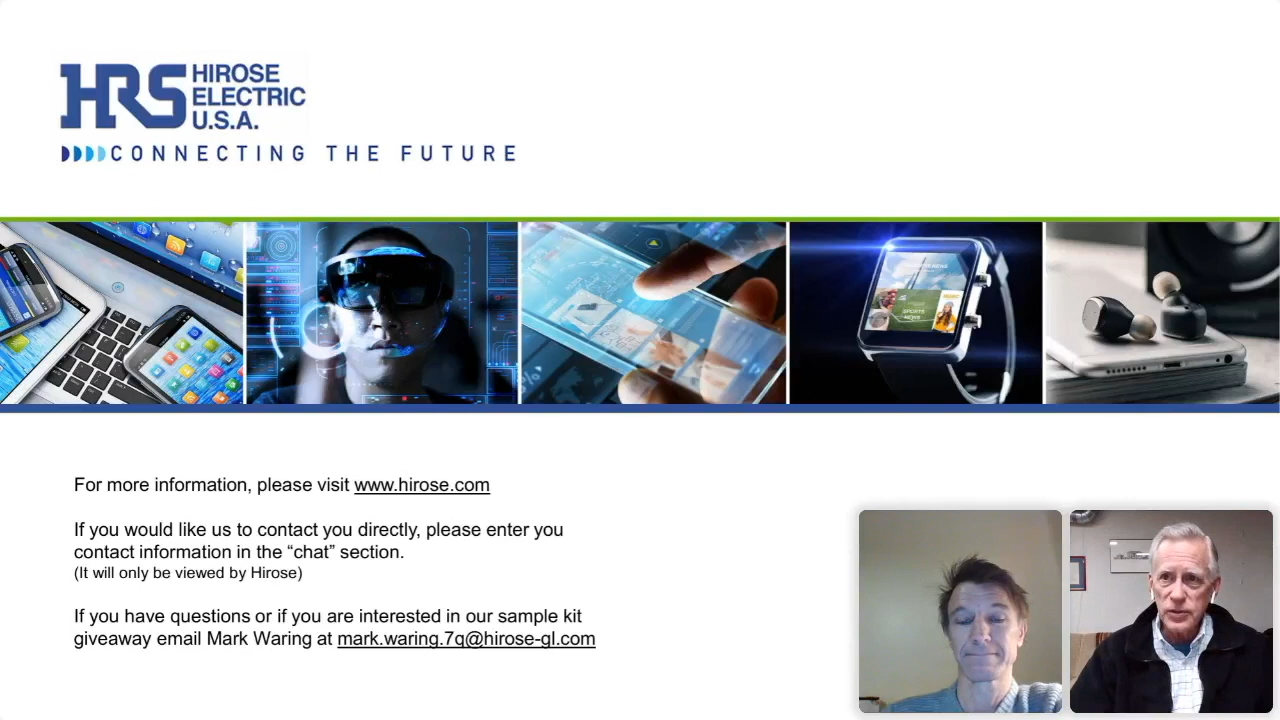 HRS HIROSE
ELECTRIC
U.S.A.
CONNECTING THE FUTURE
SPORTS
NEWS
For more information, please visit www.hirose.com
If you would like us to contact you directly, please enter you
contact information in the “chat” section.
(It will only be viewed by Hirose)
If you have questions or if you are interested in our sample kit
giveaway email Mark Waring at mark.waring.7q@hirose-gl.com